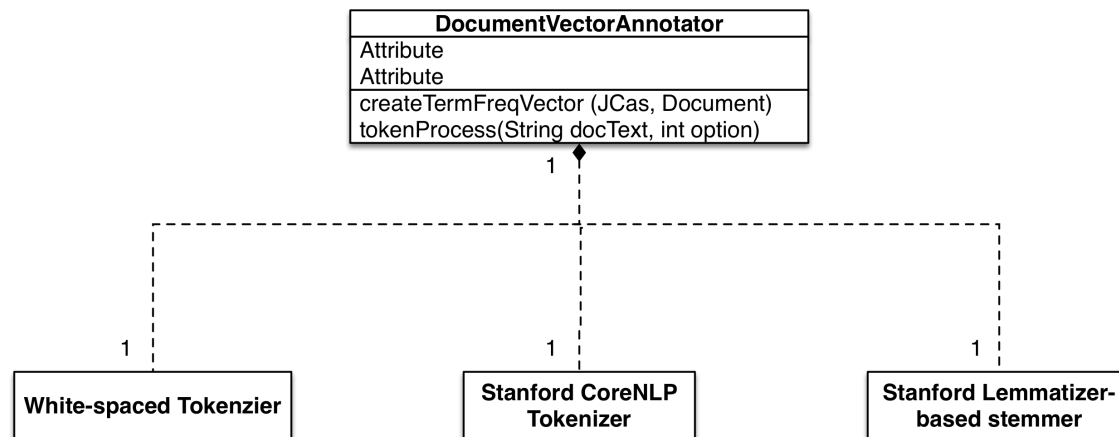 DocumentVectorAnnotator
Attribute
Attribute
createTermFreqVector (JCas, Document)
tokenProcess(String docText, int option)
1
1
1
1
White-spaced Tokenzier
Stanford CoreNLP
Tokenizer
Stanford Lemmatizer-
based stemmer